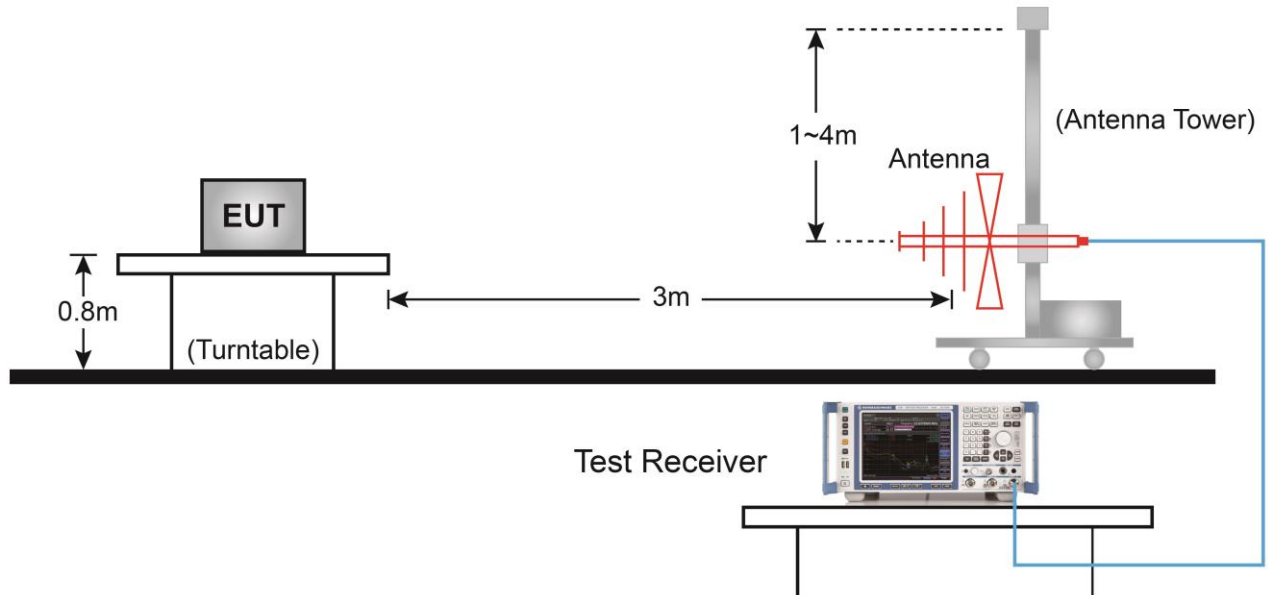 1~4m
(Antenna Tower)
Antenna
EUT
0.8m
3m
(Turntable)
Test Receiver